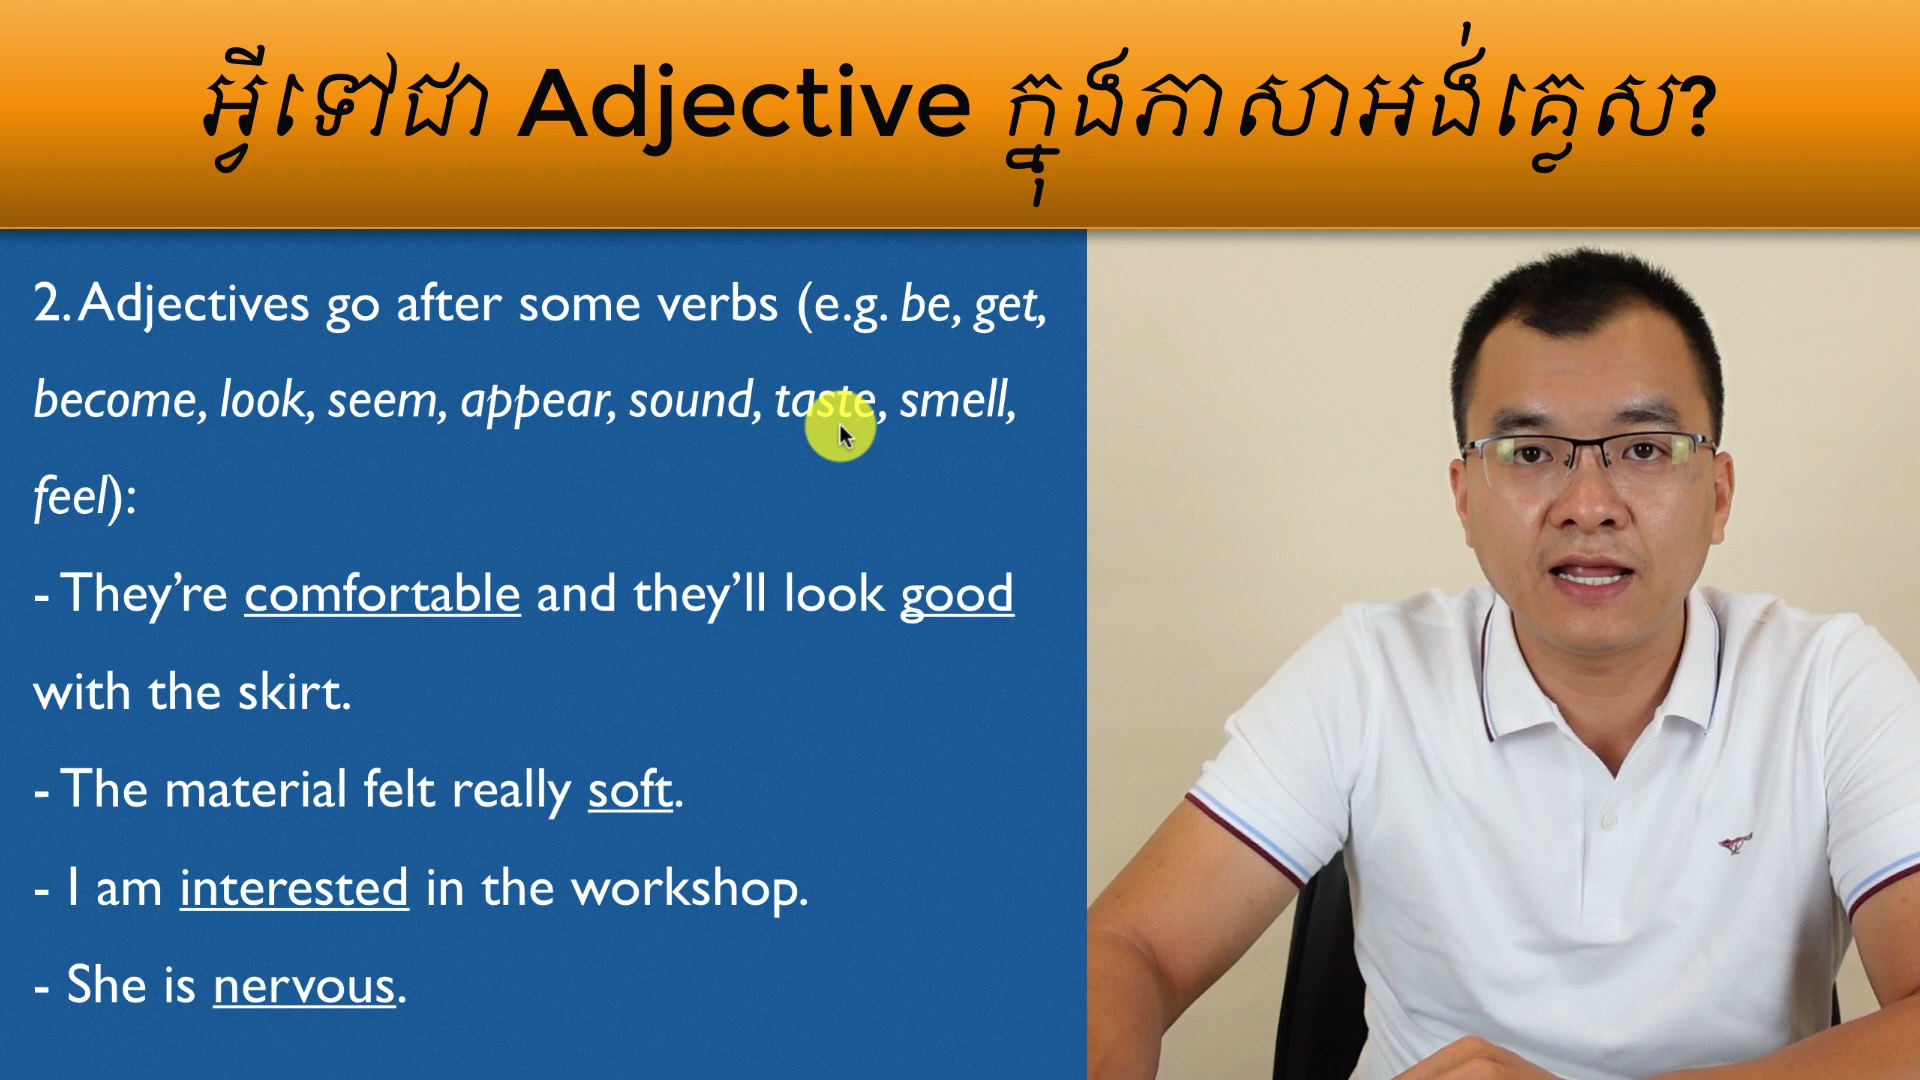 អ្វីទៅជា Adjective ក្នុងភាសាអង់គ្លេស?
2. Adjectives go after some verbs (e.g. be, get,
become, look, seem, appear, sound, taste, smell,
feel):
- They’re comfortable and they’ll look good
with the skirt.
- The material felt really soft.
- I am interested in the workshop.
- She is nervous.